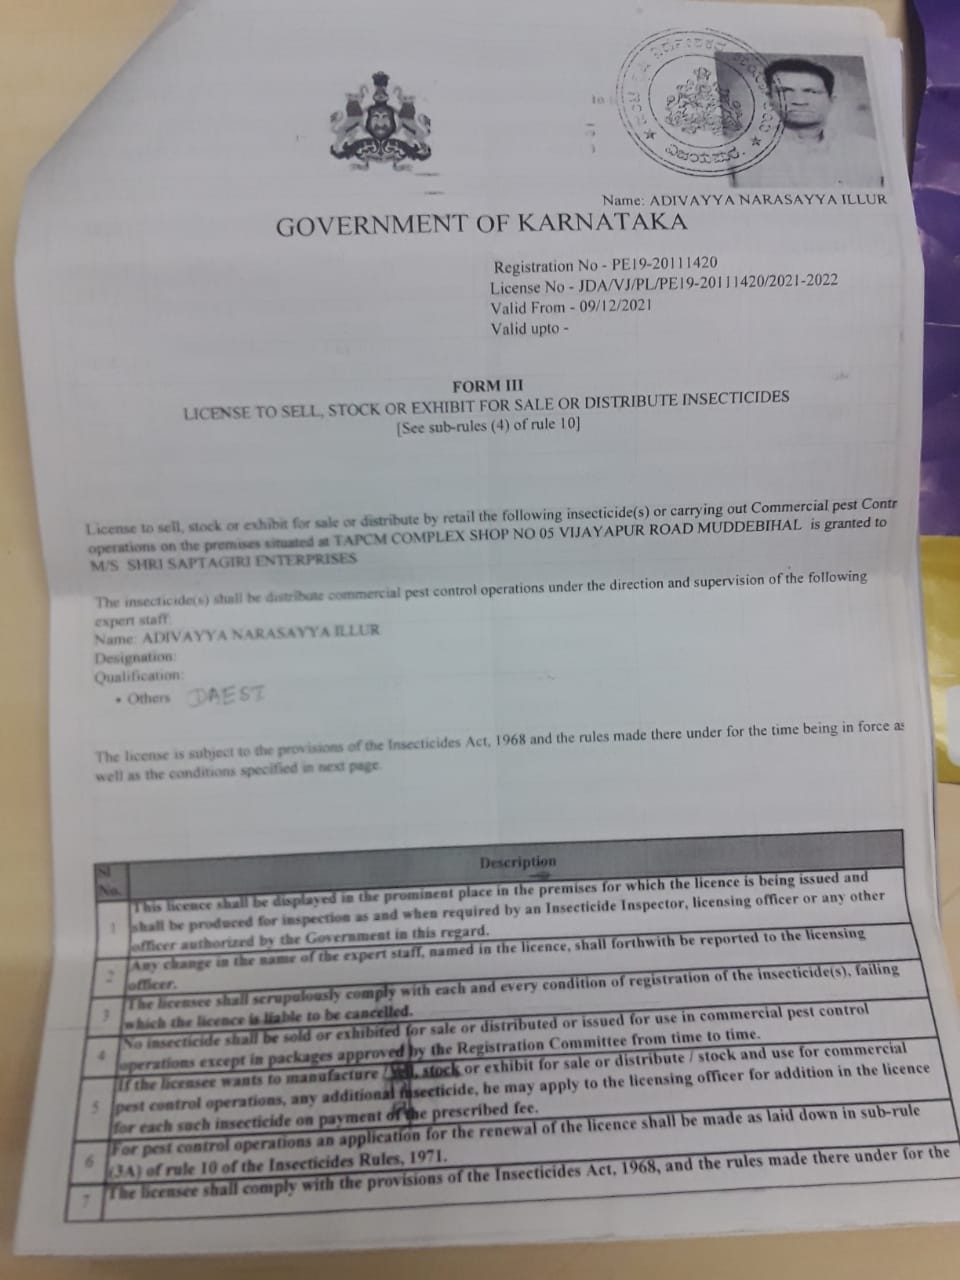 ವಿಜಯಪುರ.
Name: ADIVAYYA NARASAYYA ILLUR
GOVERNMENT OF KARNATAKA
Registration No - PE19-20111420
License No - JDA/VJ/PL/PE19-20111420/2021-2022
Valid From - 09/12/2021
Valid upto -
FORM III
LICENSE TO SELL, STOCK OR EXHIBIT FOR SALE OR DISTRIBUTE INSECTICIDES
[See sub-rules (4) of rule 10]
License to sell, stock or exhibit for sale or distribute by retail the following insecticide(s) or carrying out Commercial pest Contr
operations on the premises situated at TAPCM COMPLEX SHOP NO 05 VIJAYAPUR ROAD MUDDEBIHAL is granted to
M/S SHRI SAPTAGIRI ENTERPRISES
The insecticide(s) shall be distribute commercial pest control operations under the direction and supervision of the following
expert staff:
Name: ADIVAYYA NARASAYYA ILLUR
Designation:
Qualification:
• Others DAESI
The license is subject to the provisions of the Insecticides Act, 1968 and the rules made there under for the time being in force as
well as the conditions specified in next page.
Sl No. Description
1 This licence shall be displayed in the prominent place in the premises for which the licence is being issued and
shall be produced for inspection as and when required by an Insecticide Inspector, licensing officer or any other
officer authorized by the Government in this regard.
2 Any change in the name of the expert staff, named in the licence, shall forthwith be reported to the licensing
officer.
3 The licensee shall scrupulously comply with each and every condition of registration of the insecticide(s), failing
which the licence is liable to be cancelled.
4 No insecticide shall be sold or exhibited for sale or distributed or issued for use in commercial pest control
operations except in packages approved by the Registration Committee from time to time.
5 If the licensee wants to manufacture / sell, stock or exhibit for sale or distribute / stock and use for commercial
pest control operations, any additional insecticide, he may apply to the licensing officer for addition in the licence
for each such insecticide on payment of the prescribed fee.
6 For pest control operations an application for the renewal of the licence shall be made as laid down in sub-rule
(3A) of rule 10 of the Insecticides Rules, 1971.
7 The licensee shall comply with the provisions of the Insecticides Act, 1968, and the rules made there under for the